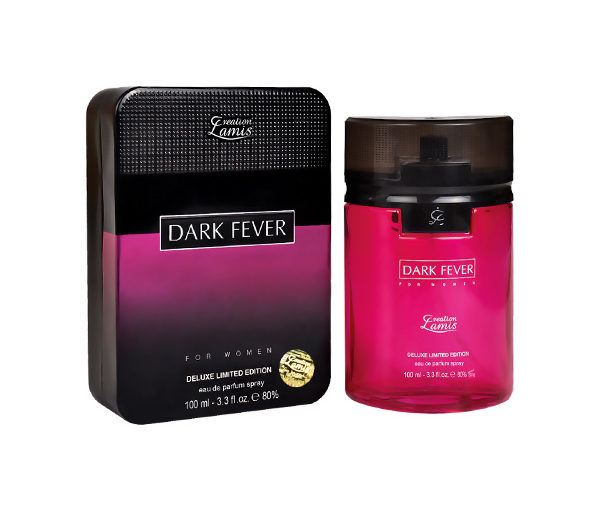 Creation
Lamis
DARK FEVER
FOR WOMEN
DELUXE LIMITED EDITION
eau de parfum spray
100 ml - 3.3 fl.oz. ℮ 80%
Creation
Lamis
DARK FEVER
FOR WOMEN
Creation
Lamis
DELUXE LIMITED EDITION
eau de parfum spray
100 ml - 3.3 fl.oz. ℮ 80%